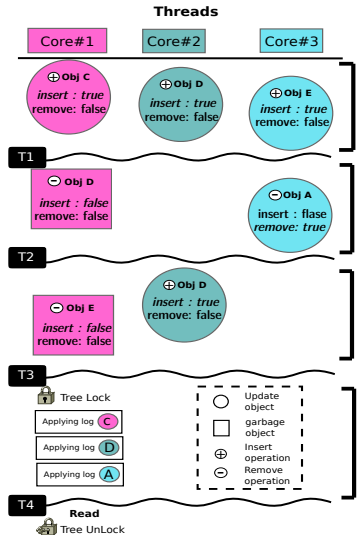 Threads
Core#1 Core#2 Core#3
Obj C
insert : true
remove: false
Obj D
insert : true
remove: false
Obj E
insert : true
remove: false
T1
Obj D
insert : false
remove: false
Obj A
insert : flase
remove: true
T2
Obj D
insert : true
remove: false
Obj E
insert : false
remove: false
T3
Tree Lock
Applying log C
Applying log D
Applying log A
Update
object
garbage
object
Insert
operation
Remove
operation
T4
Read
Tree UnLock